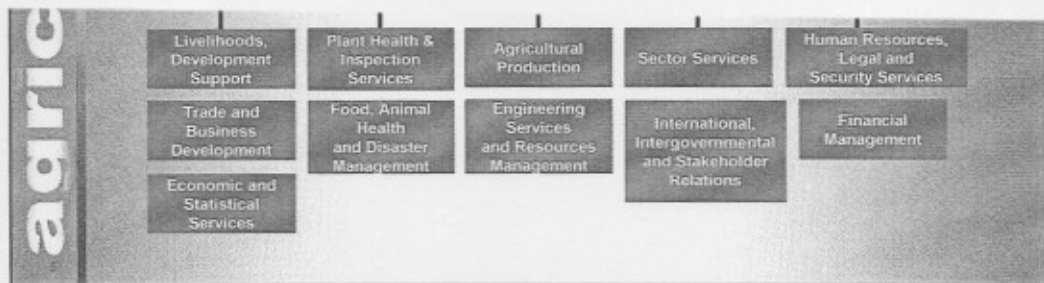 agric
Livelihoods,
Development
Support
Plant Health &
Inspection
Services
Agricultural
Production
Sector Services
Human Resources,
Legal and
Security Services
Trade and
Business
Development
Food, Animal
Health
and Disaster
Management
Engineering
Services
and Resources
Management
International,
Intergovernmental
and Stakeholder
Relations
Financial
Management
Economic and
Statistical
Services